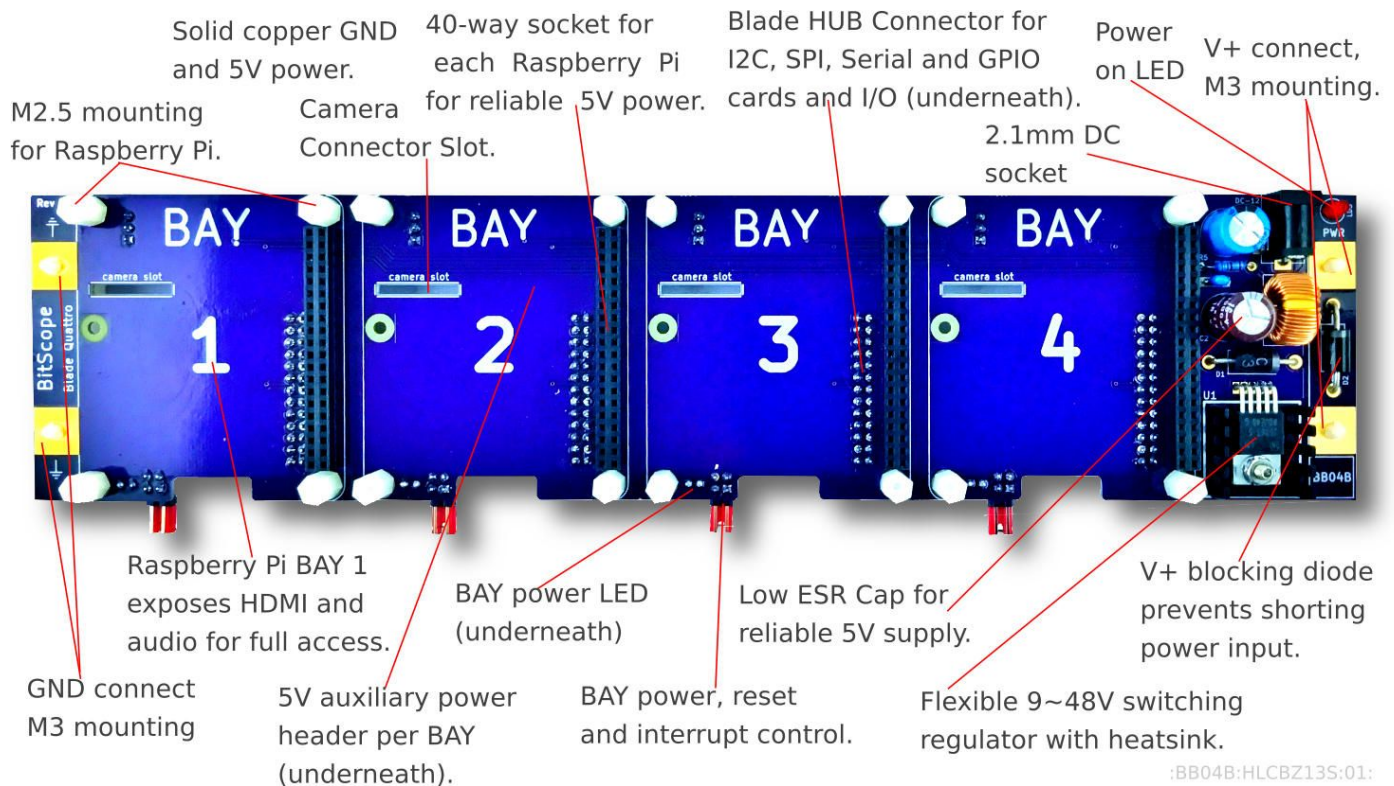 Solid copper GND
and 5V power.
40-way socket for
each Raspberry Pi
for reliable 5V power.
Blade HUB Connector for
I2C, SPI, Serial and GPIO
cards and I/O (underneath).
Power
on LED
V+ connect,
M3 mounting.
M2.5 mounting
for Raspberry Pi.
Camera
Connector Slot.
2.1mm DC
socket
Rev
BAY
BAY
BAY
BAY
DC-12
PWR
camera slot
camera slot
camera slot
camera slot
1
2
3
4
BitScope
Blade Quattro
C2
D1
D2
U1
BB04B
Raspberry Pi BAY 1
exposes HDMI and
audio for full access.
BAY power LED
(underneath)
Low ESR Cap for
reliable 5V supply.
V+ blocking diode
prevents shorting
power input.
GND connect
M3 mounting
5V auxiliary power
header per BAY
(underneath).
BAY power, reset
and interrupt control.
Flexible 9~48V switching
regulator with heatsink.
:BB04B:HLCBZ13S:01: